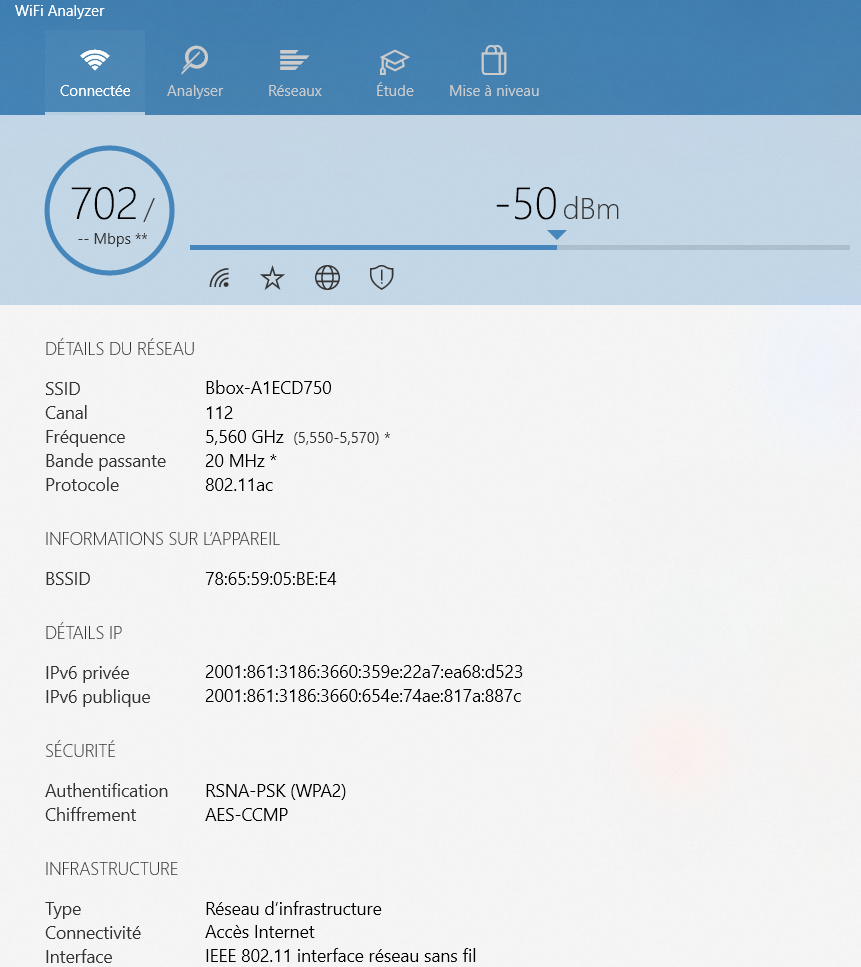 WiFi Analyzer
Connectée Analyser Réseaux Étude Mise à niveau
702 /
-- Mbps **
-50 dBm
DÉTAILS DU RÉSEAU
SSID Bbox-A1ECD750
Canal 112
Fréquence 5,560 GHz (5,550-5,570) *
Bande passante 20 MHz *
Protocole 802.11ac
INFORMATIONS SUR L'APPAREIL
BSSID 78:65:59:05:BE:E4
DÉTAILS IP
IPv6 privée 2001:861:3186:3660:359e:22a7:ea68:d523
IPv6 publique 2001:861:3186:3660:654e:74ae:817a:887c
SÉCURITÉ
Authentification RSNA-PSK (WPA2)
Chiffrement AES-CCMP
INFRASTRUCTURE
Type Réseau d'infrastructure
Connectivité Accès Internet
Interface IEEE 802.11 interface réseau sans fil